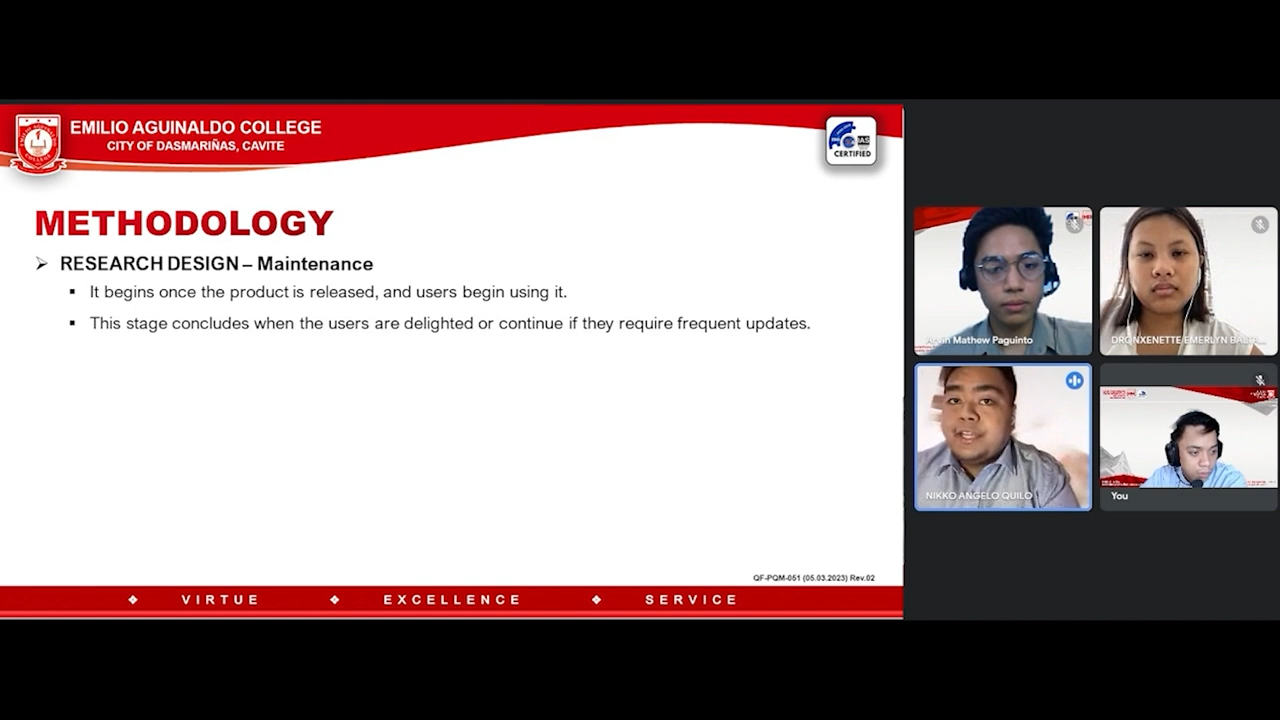 EMILIO AGUINALDO COLLEGE
CITY OF DASMARIÑAS, CAVITE
CERTIFIED
METHODOLOGY
RESEARCH DESIGN – Maintenance
It begins once the product is released, and users begin using it.
This stage concludes when the users are delighted or continue if they require frequent updates.
QF-PQM-051 (05.03.2023) Rev.02
❖ VIRTUE ❖ EXCELLENCE ❖ SERVICE
Mathew Paguinto
DRONXENETTE EMERLYN
NIKKO ANGELO QUILO
You